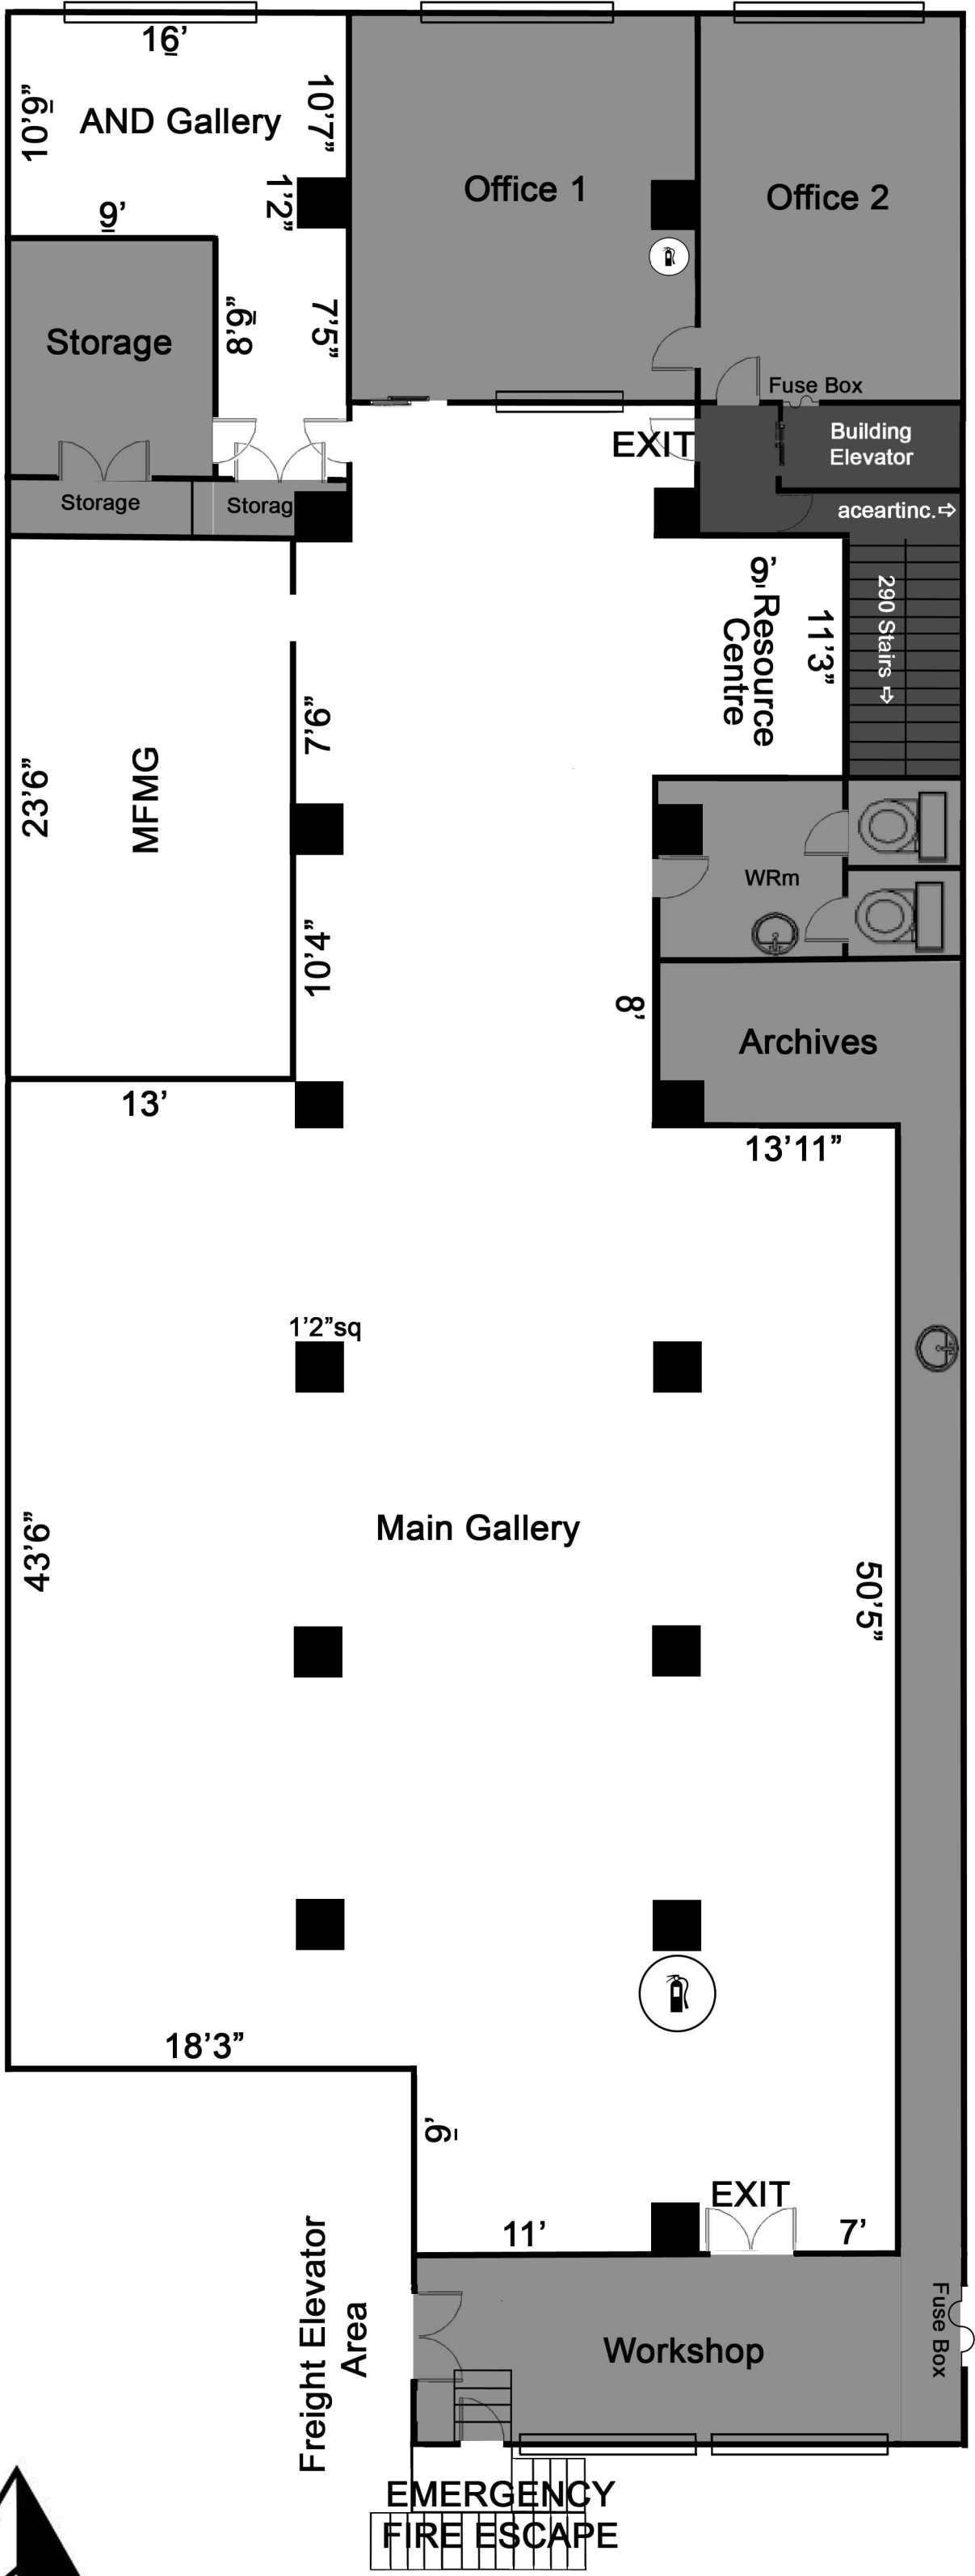 16’
10’9”
AND Gallery
10’7”
Office 1
Office 2
1’2”
9’
Storage
8’9”
7’5”
Fuse Box
EXIT
Building
Elevator
Storage
Storag
aceartinc.⇨
9’
Resource
Centre
11’3”
290 Stairs ⇨
7’6”
MFMG
23’6”
WRm
10’4”
8’
Archives
13’
13’11”
1’2”sq
Main Gallery
43’6”
50’5”
18’3”
9’
EXIT
11’
7’
Freight Elevator
Area
Workshop
Fuse Box
EMERGENCY
FIRE ESCAPE